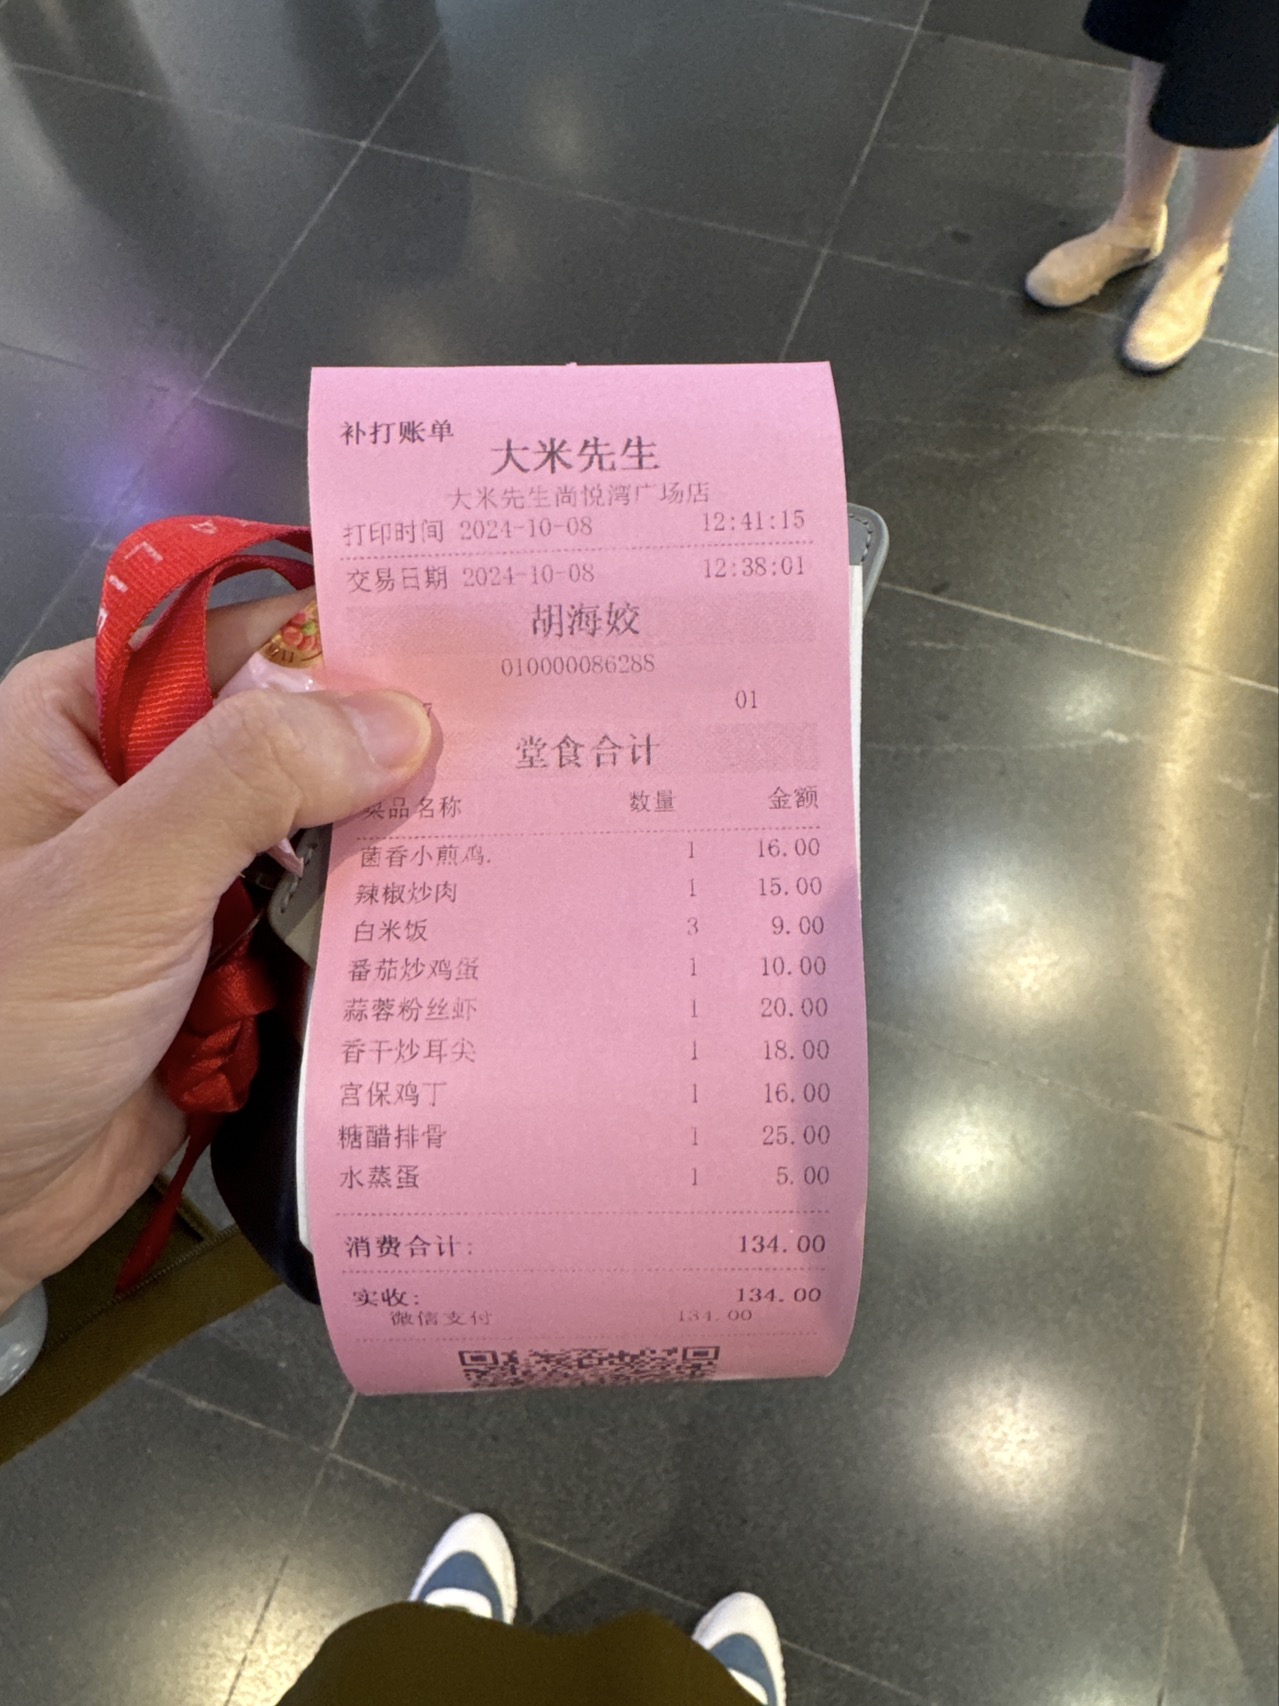 补打账单
大米先生
大米先生尚悦湾广场店
打印时间 2024-10-08 12:41:15
交易日期 2024-10-08 12:38:01
胡海姣
010000086288
7 01
堂食合计
菜品名称 数量 金额
菌香小煎鸡. 1 16.00
辣椒炒肉 1 15.00
白米饭 3 9.00
番茄炒鸡蛋 1 10.00
蒜蓉粉丝虾 1 20.00
香干炒耳尖 1 18.00
宫保鸡丁 1 16.00
糖醋排骨 1 25.00
水蒸蛋 1 5.00
消费合计: 134.00
实收: 134.00
微信支付 134.00